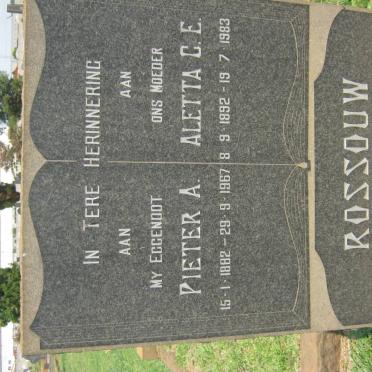 IN TERE HERINNERING
AAN
MY EGGENOOT
PIETER A.
15·1·1882 – 29·9·1967
AAN
ONS MOEDER
ALETTA C. E.
8·9·1892 – 19·7·1983
ROSSOUW